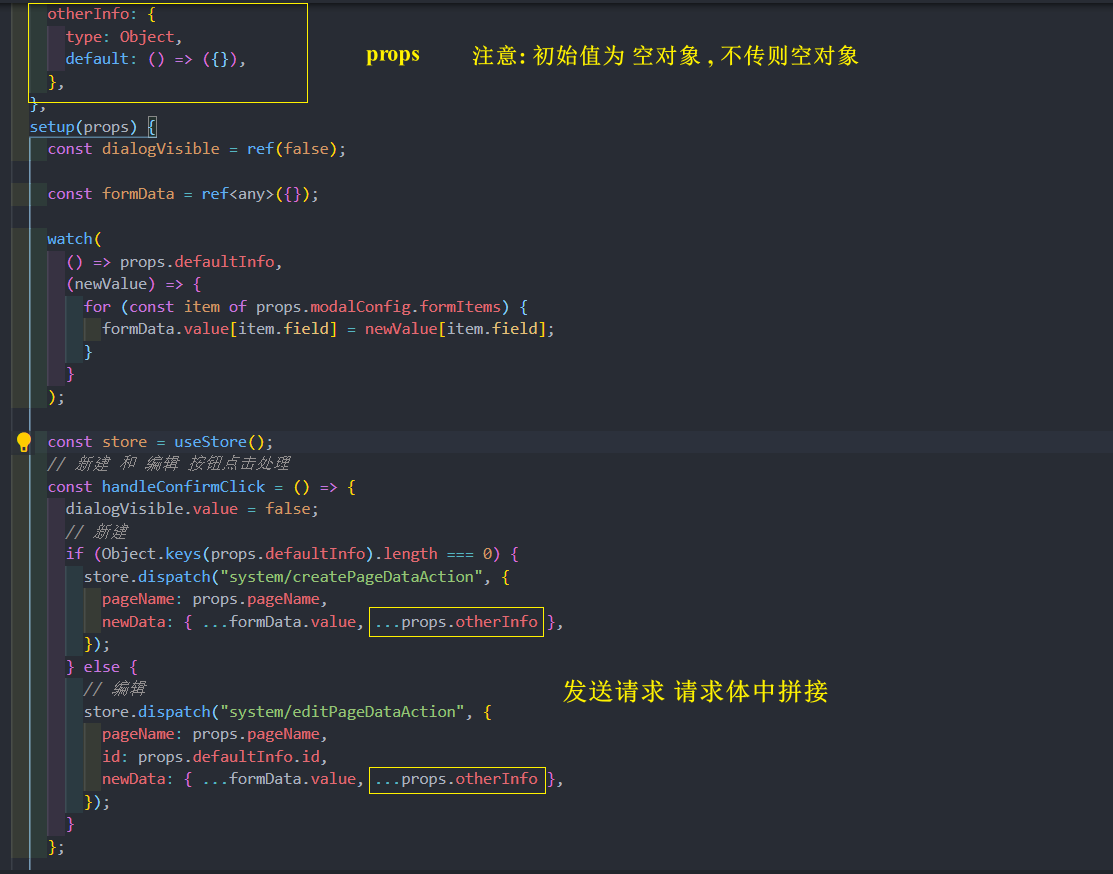 otherInfo: {
type: Object,
default: () => ({}),
},
props 注意: 初始值为 空对象 , 不传则空对象
},
setup(props) {
const dialogVisible = ref(false);
const formData = ref<any>({});
watch(
() => props.defaultInfo,
(newValue) => {
for (const item of props.modalConfig.formItems) {
formData.value[item.field] = newValue[item.field];
}
}
);
const store = useStore();
// 新建 和 编辑 按钮点击处理
const handleConfirmClick = () => {
dialogVisible.value = false;
// 新建
if (Object.keys(props.defaultInfo).length === 0) {
store.dispatch("system/createPageDataAction", {
pageName: props.pageName,
newData: { ...formData.value, ...props.otherInfo },
});
} else {
// 编辑
发送请求 请求体中拼接
store.dispatch("system/editPageDataAction", {
pageName: props.pageName,
id: props.defaultInfo.id,
newData: { ...formData.value, ...props.otherInfo },
});
}
};